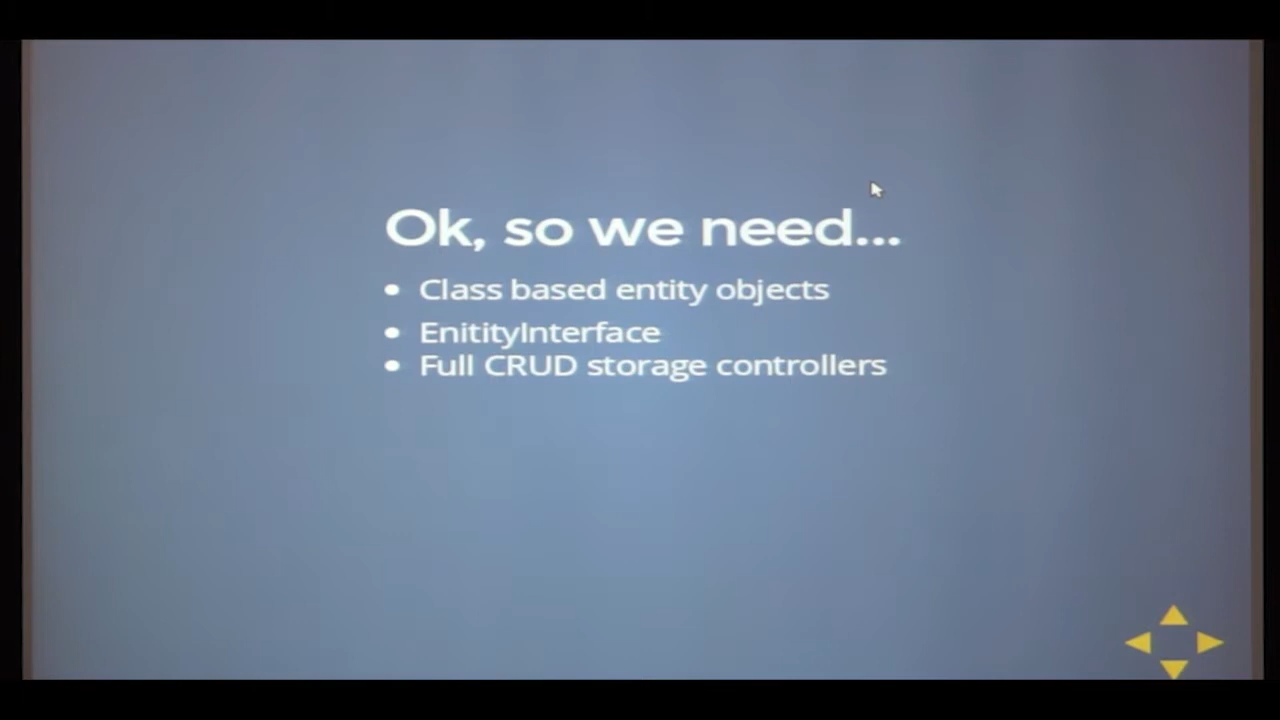 Ok, so we need...
• Class based entity objects
• EnitityInterface
• Full CRUD storage controllers